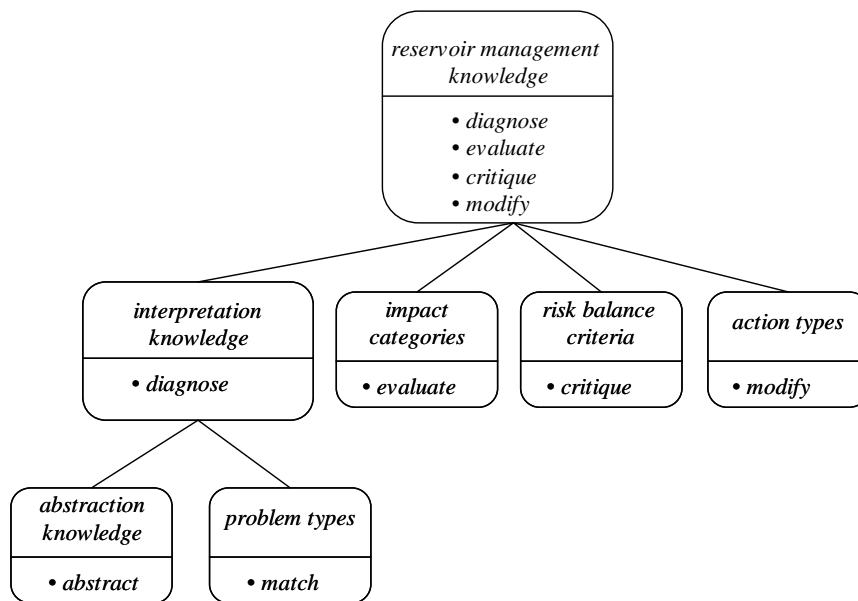 reservoir management
knowledge
• diagnose
• evaluate
• critique
• modify
interpretation
knowledge
• diagnose
impact
categories
• evaluate
risk balance
criteria
• critique
action types
• modify
abstraction
knowledge
• abstract
problem types
• match